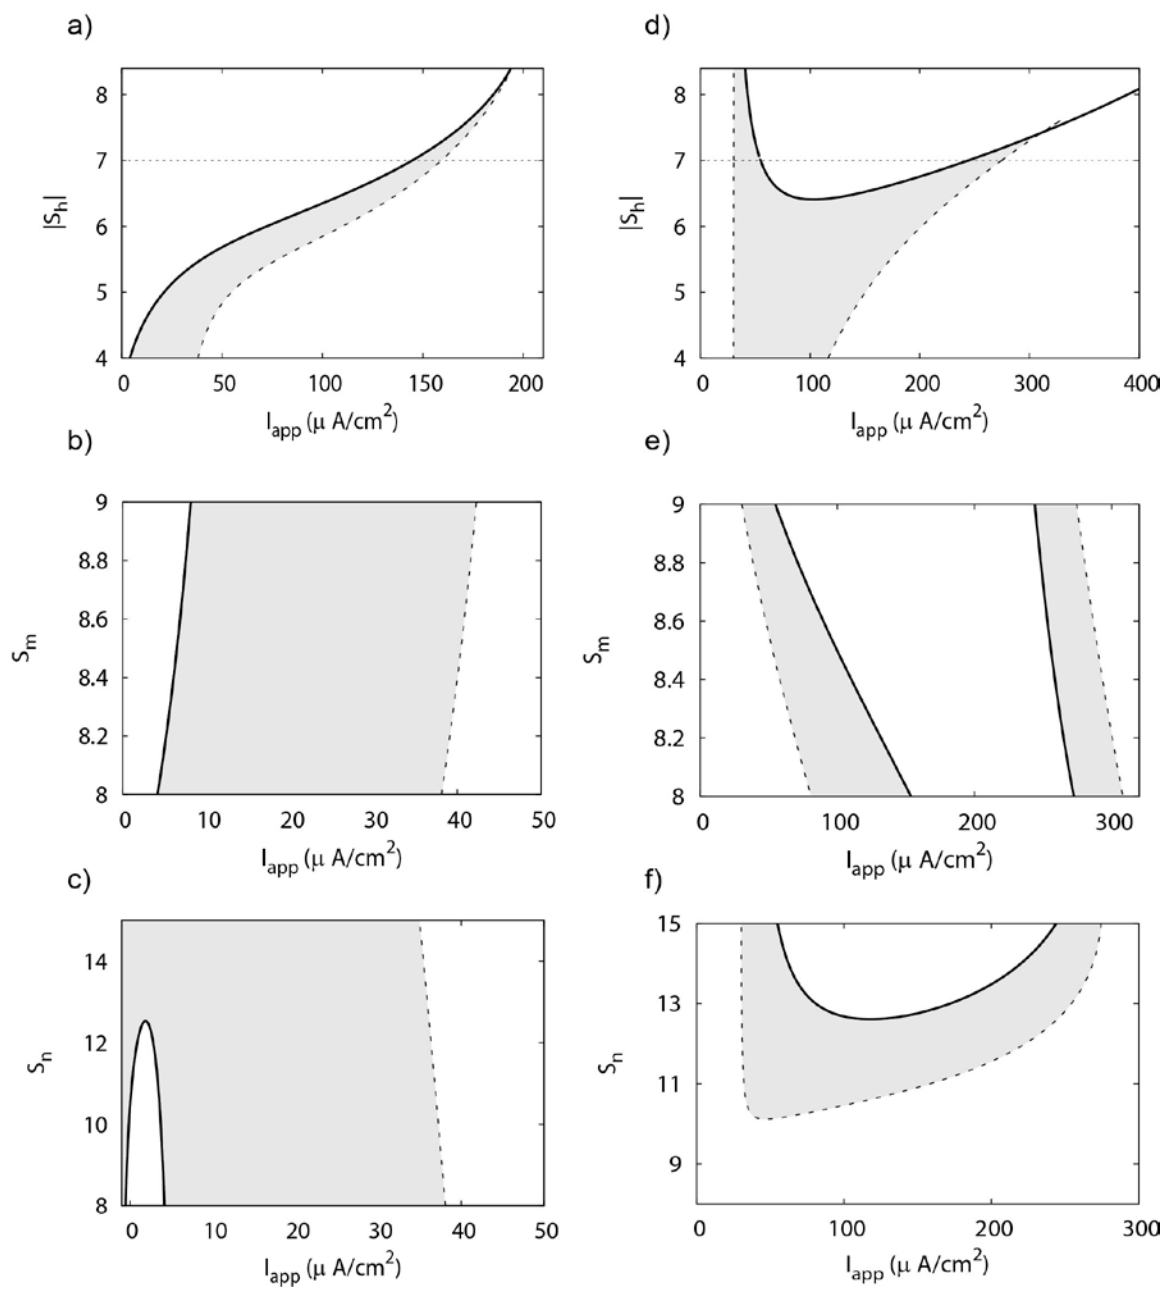 a)
8
7
6
5
4
|S_h|
0 50 100 150 200
I_app (μ A/cm²)
d)
8
7
6
5
4
|S_h|
0 100 200 300 400
I_app (μ A/cm²)
b)
9
8.8
8.6
8.4
8.2
8
S_m
0 10 20 30 40 50
I_app (μ A/cm²)
e)
9
8.8
8.6
8.4
8.2
8
S_m
0 100 200 300
I_app (μ A/cm²)
c)
14
12
10
8
S_n
0 10 20 30 40 50
I_app (μ A/cm²)
f)
15
13
11
9
S_n
0 100 200 300
I_app (μ A/cm²)